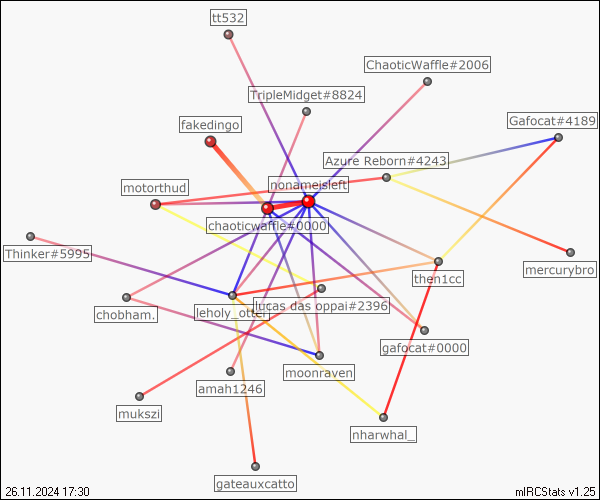 tt532
ChaoticWaffle#2006
TripleMidget#8824
Gafocat#4189
fakedingo
Azure Reborn#4243
nonameisleft
motorthud
chaoticwaffle#0000
Thinker#5995
mercurybro
then1cc
lucas das oppai#2396
leholy_otter
chobham.
gafocat#0000
moonraven
amah1246
mukszi
nharwhal_
gateauxcatto
26.11.2024 17:30
mIRCStats v1.25